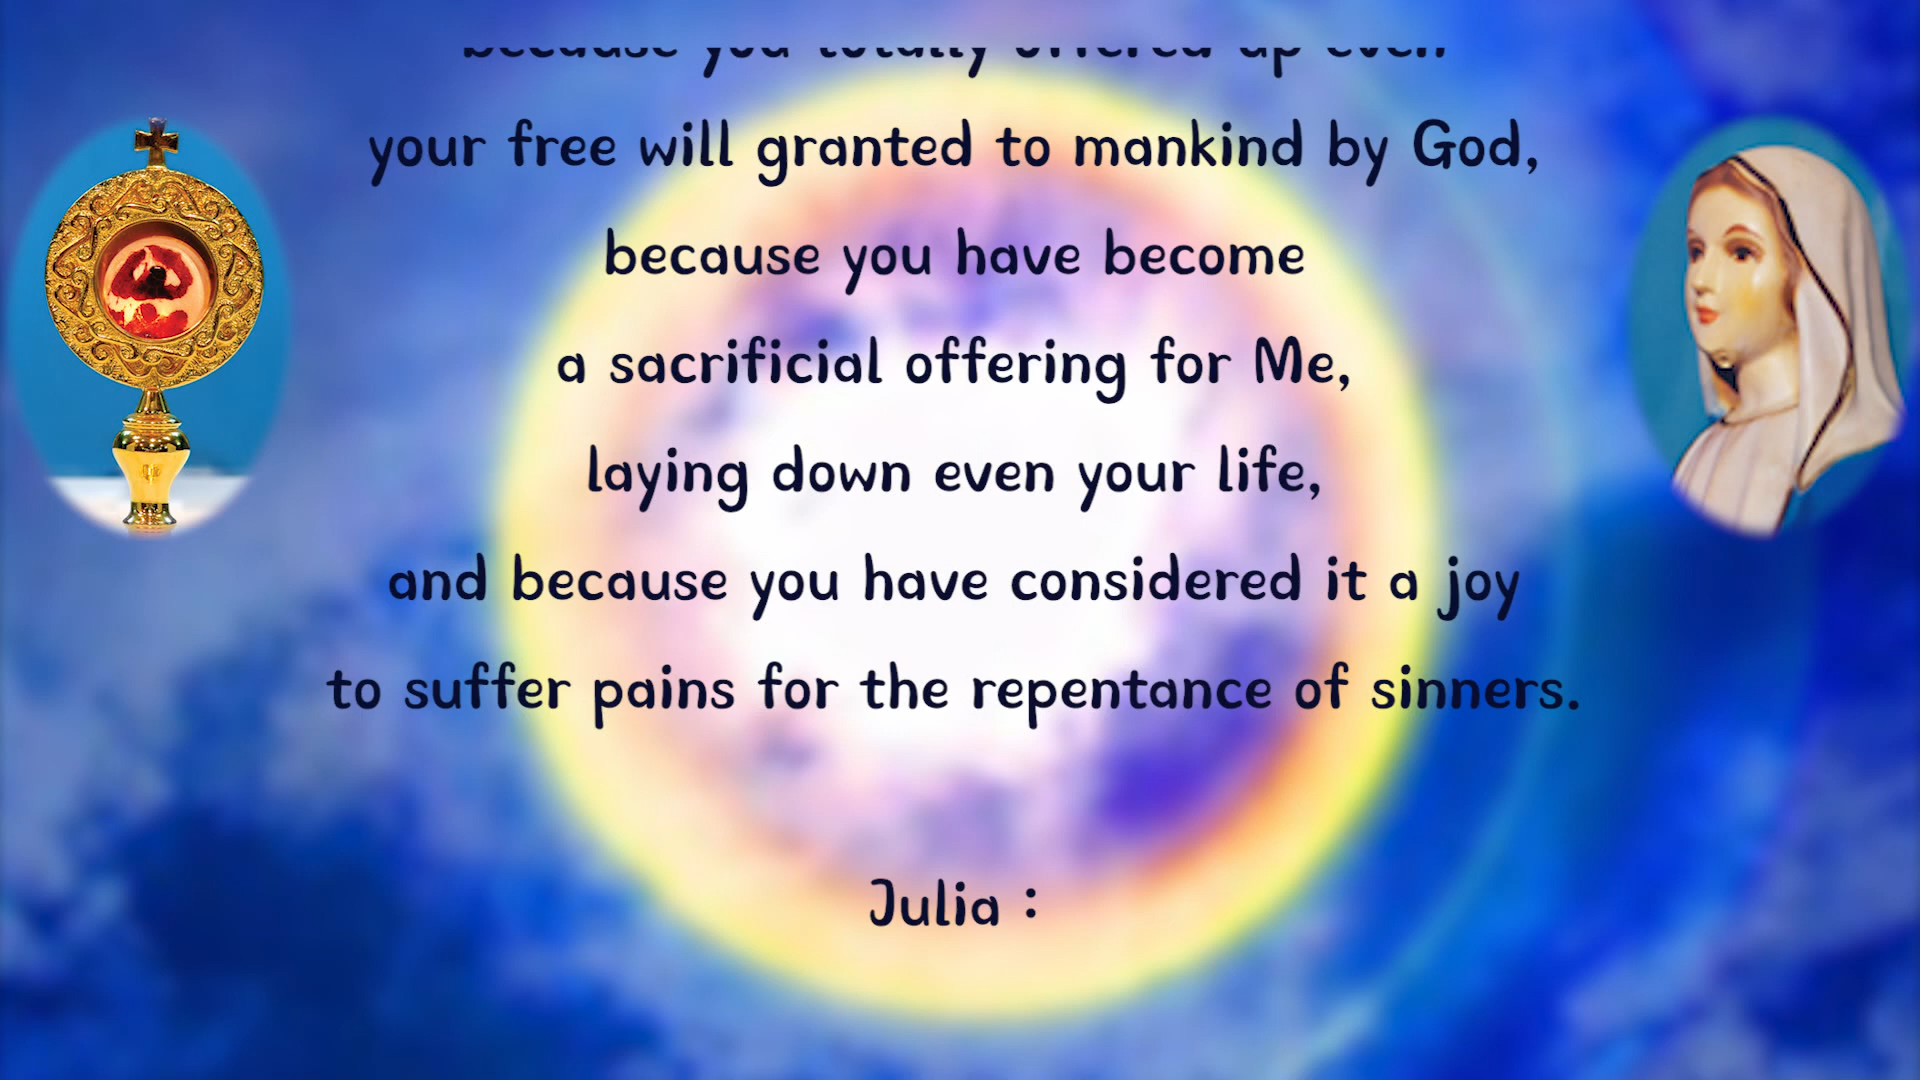 because you totally offered up even
your free will granted to mankind by God,
because you have become
a sacrificial offering for Me,
laying down even your life,
and because you have considered it a joy
to suffer pains for the repentance of sinners.
Julia :